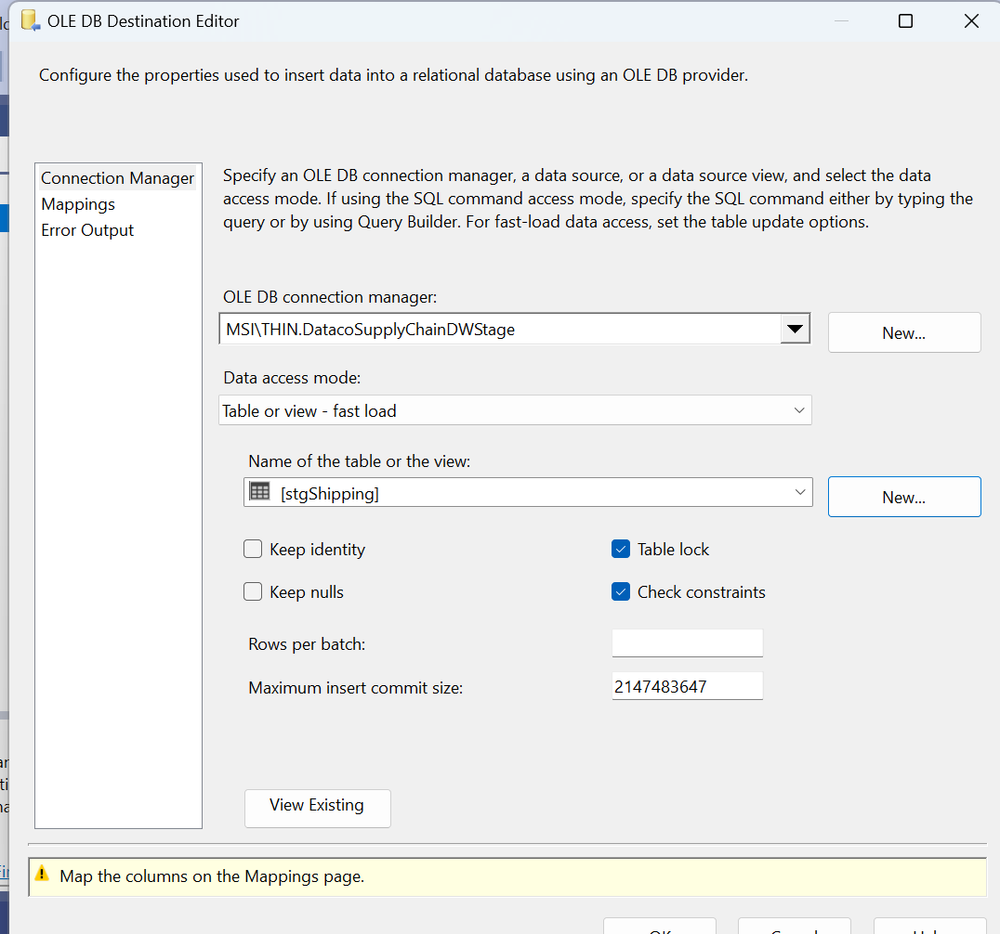 OLE DB Destination Editor
Configure the properties used to insert data into a relational database using an OLE DB provider.
Connection Manager
Mappings
Error Output
Specify an OLE DB connection manager, a data source, or a data source view, and select the data
access mode. If using the SQL command access mode, specify the SQL command either by typing the
query or by using Query Builder. For fast-load data access, set the table update options.
OLE DB connection manager:
MSI\THIN.DatacoSupplyChainDWStage
New...
Data access mode:
Table or view - fast load
Name of the table or the view:
[stgShipping]
New...
Keep identity
Table lock
Keep nulls
Check constraints
Rows per batch:
Maximum insert commit size:
2147483647
View Existing
Map the columns on the Mappings page.